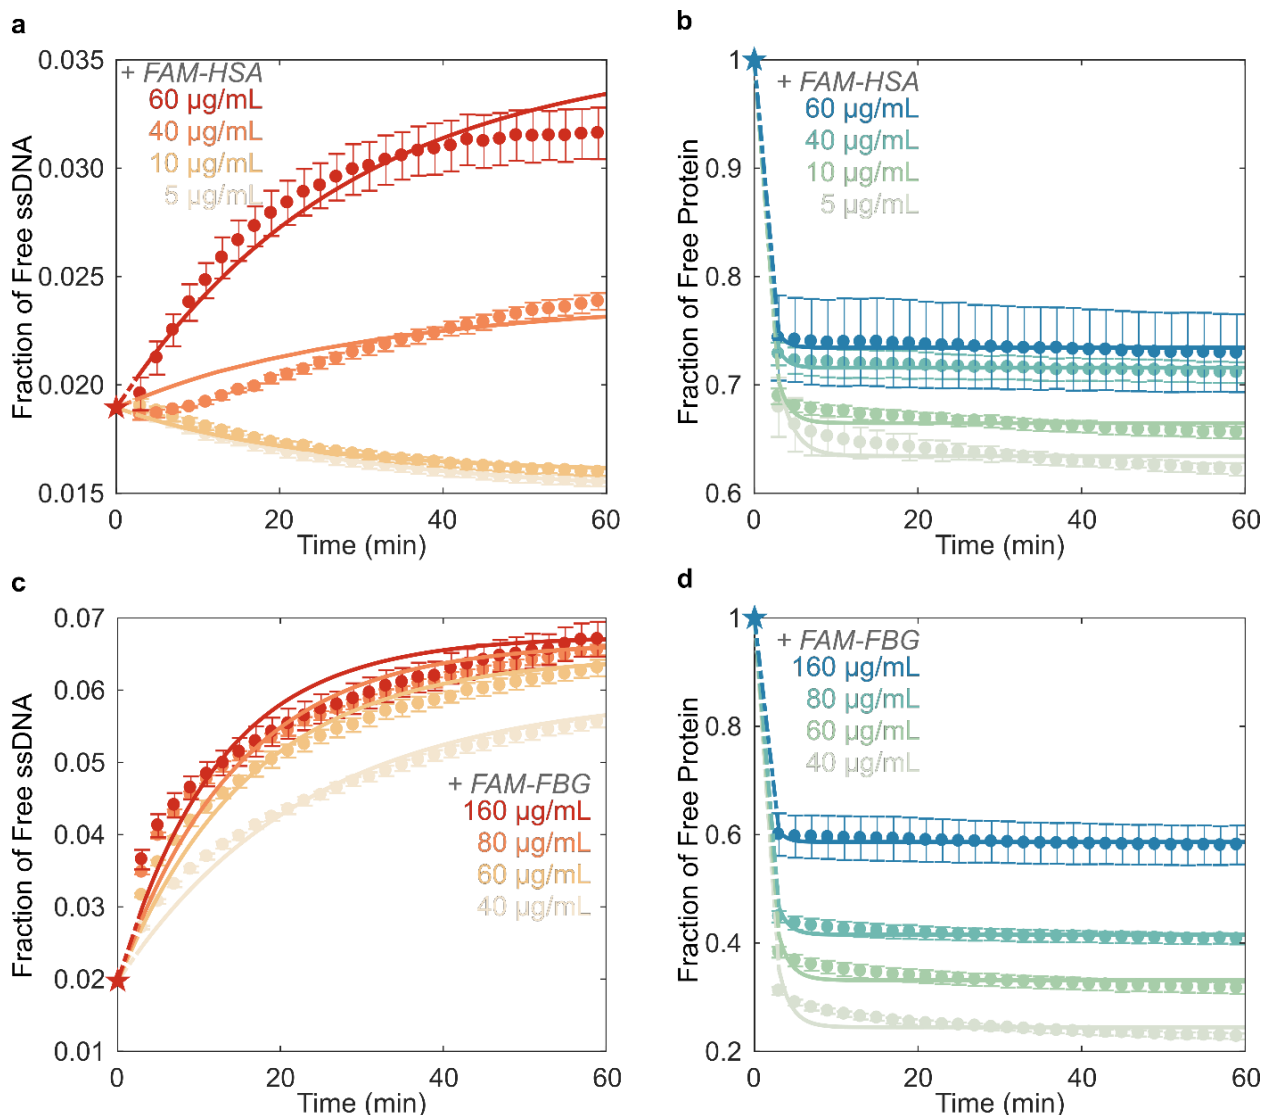 a
0.035
0.030
0.025
0.020
0.015
Fraction of Free ssDNA
+ FAM-HSA
60 µg/mL
40 µg/mL
10 µg/mL
5 µg/mL
0
20
40
60
Time (min)
b
1
0.9
0.8
0.7
0.6
Fraction of Free Protein
+ FAM-HSA
60 µg/mL
40 µg/mL
10 µg/mL
5 µg/mL
0
20
40
60
Time (min)
c
0.07
0.06
0.05
0.04
0.03
0.02
0.01
Fraction of Free ssDNA
+ FAM-FBG
160 µg/mL
80 µg/mL
60 µg/mL
40 µg/mL
0
20
40
60
Time (min)
d
1
0.8
0.6
0.4
0.2
Fraction of Free Protein
+ FAM-FBG
160 µg/mL
80 µg/mL
60 µg/mL
40 µg/mL
0
20
40
60
Time (min)